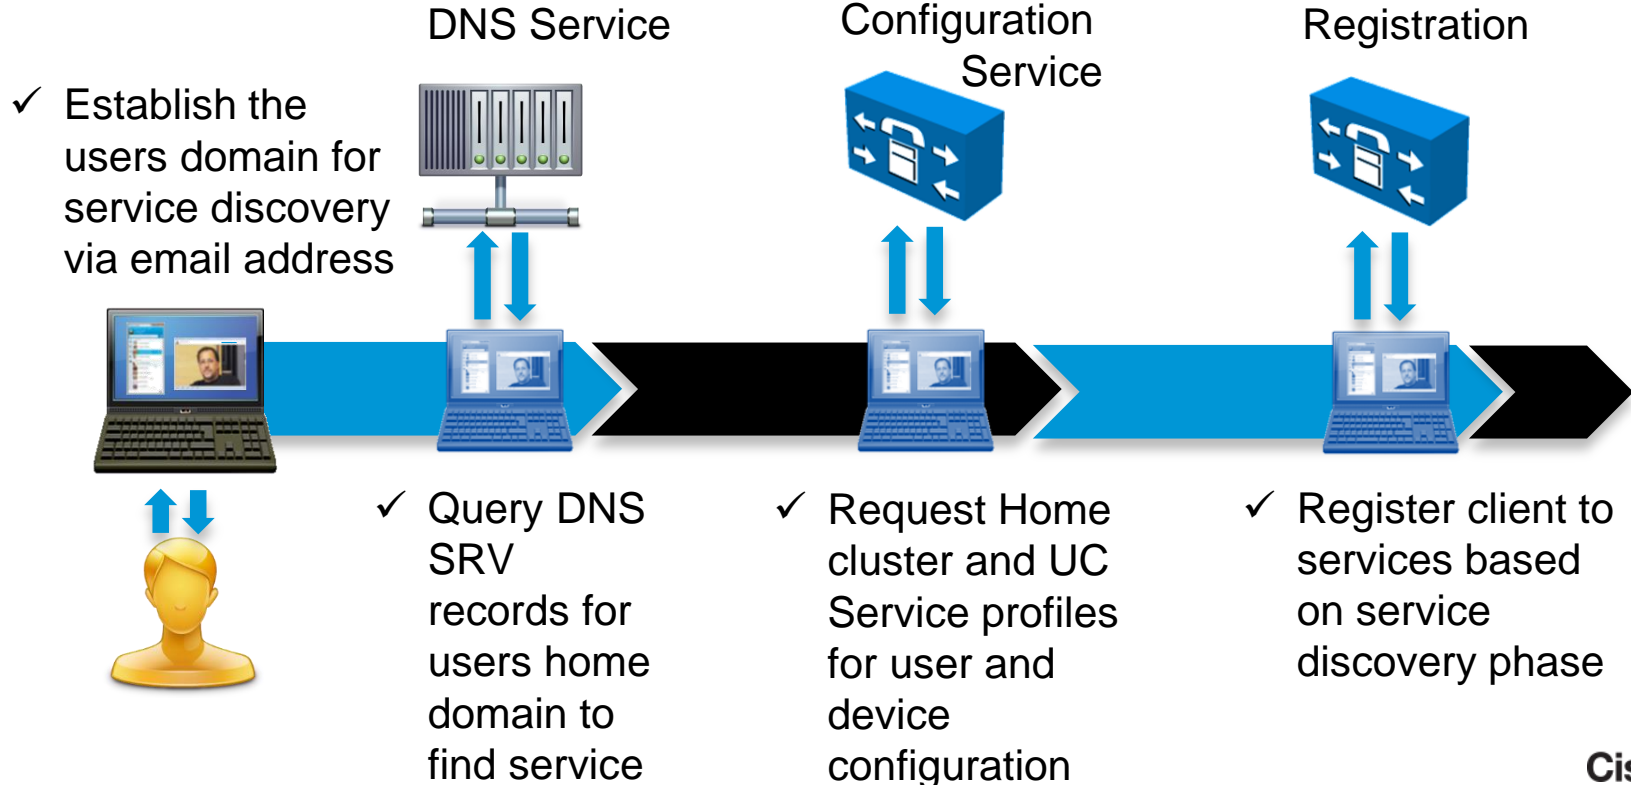 DNS Service
Configuration
Service
Registration
✓ Establish the
users domain for
service discovery
via email address
✓ Query DNS
SRV
records for
users home
domain to
find service
✓ Request Home
cluster and UC
Service profiles
for user and
device
configuration
✓ Register client to
services based
on service
discovery phase
Cis